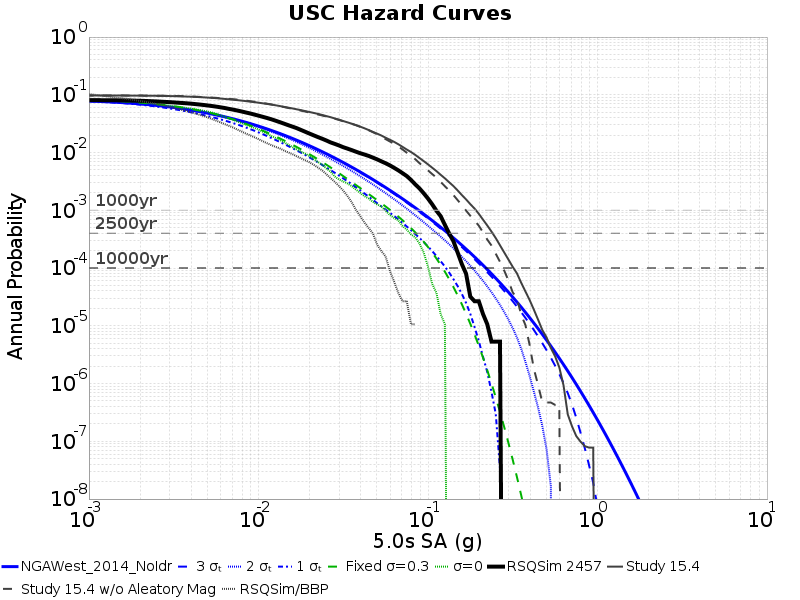 USC Hazard Curves
Annual Probability
10^0
10^-1
10^-2
10^-3
10^-4
10^-5
10^-6
10^-7
10^-8
1000yr
2500yr
10000yr
10^-3 10^-2 10^-1 10^0 10^1
5.0s SA (g)
NGAWest_2014_NoIdr 3 σₜ 2 σₜ 1 σₜ Fixed σ=0.3 σ=0 RSQSim 2457 Study 15.4
Study 15.4 w/o Aleatory Mag RSQSim/BBP